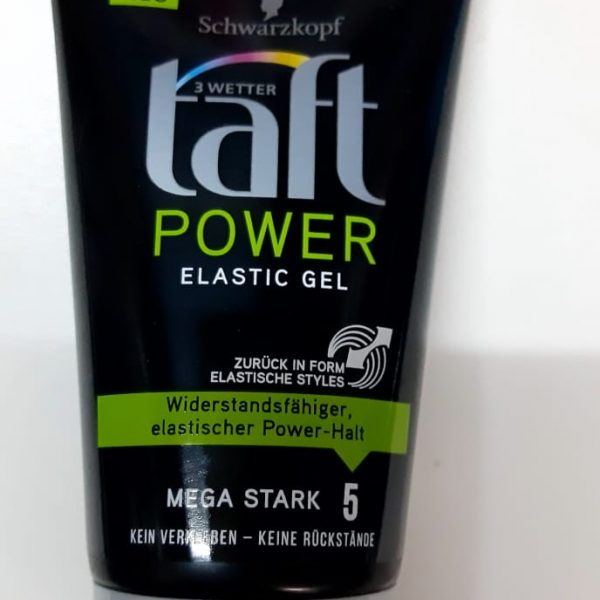 Schwarzkopf
3 WETTER
taft
POWER
ELASTIC GEL
ZURÜCK IN FORM
ELASTISCHE STYLES
Widerstandsfähiger,
elastischer Power-Halt
MEGA STARK 5
KEIN VERKLEBEN – KEINE RÜCKSTÄNDE